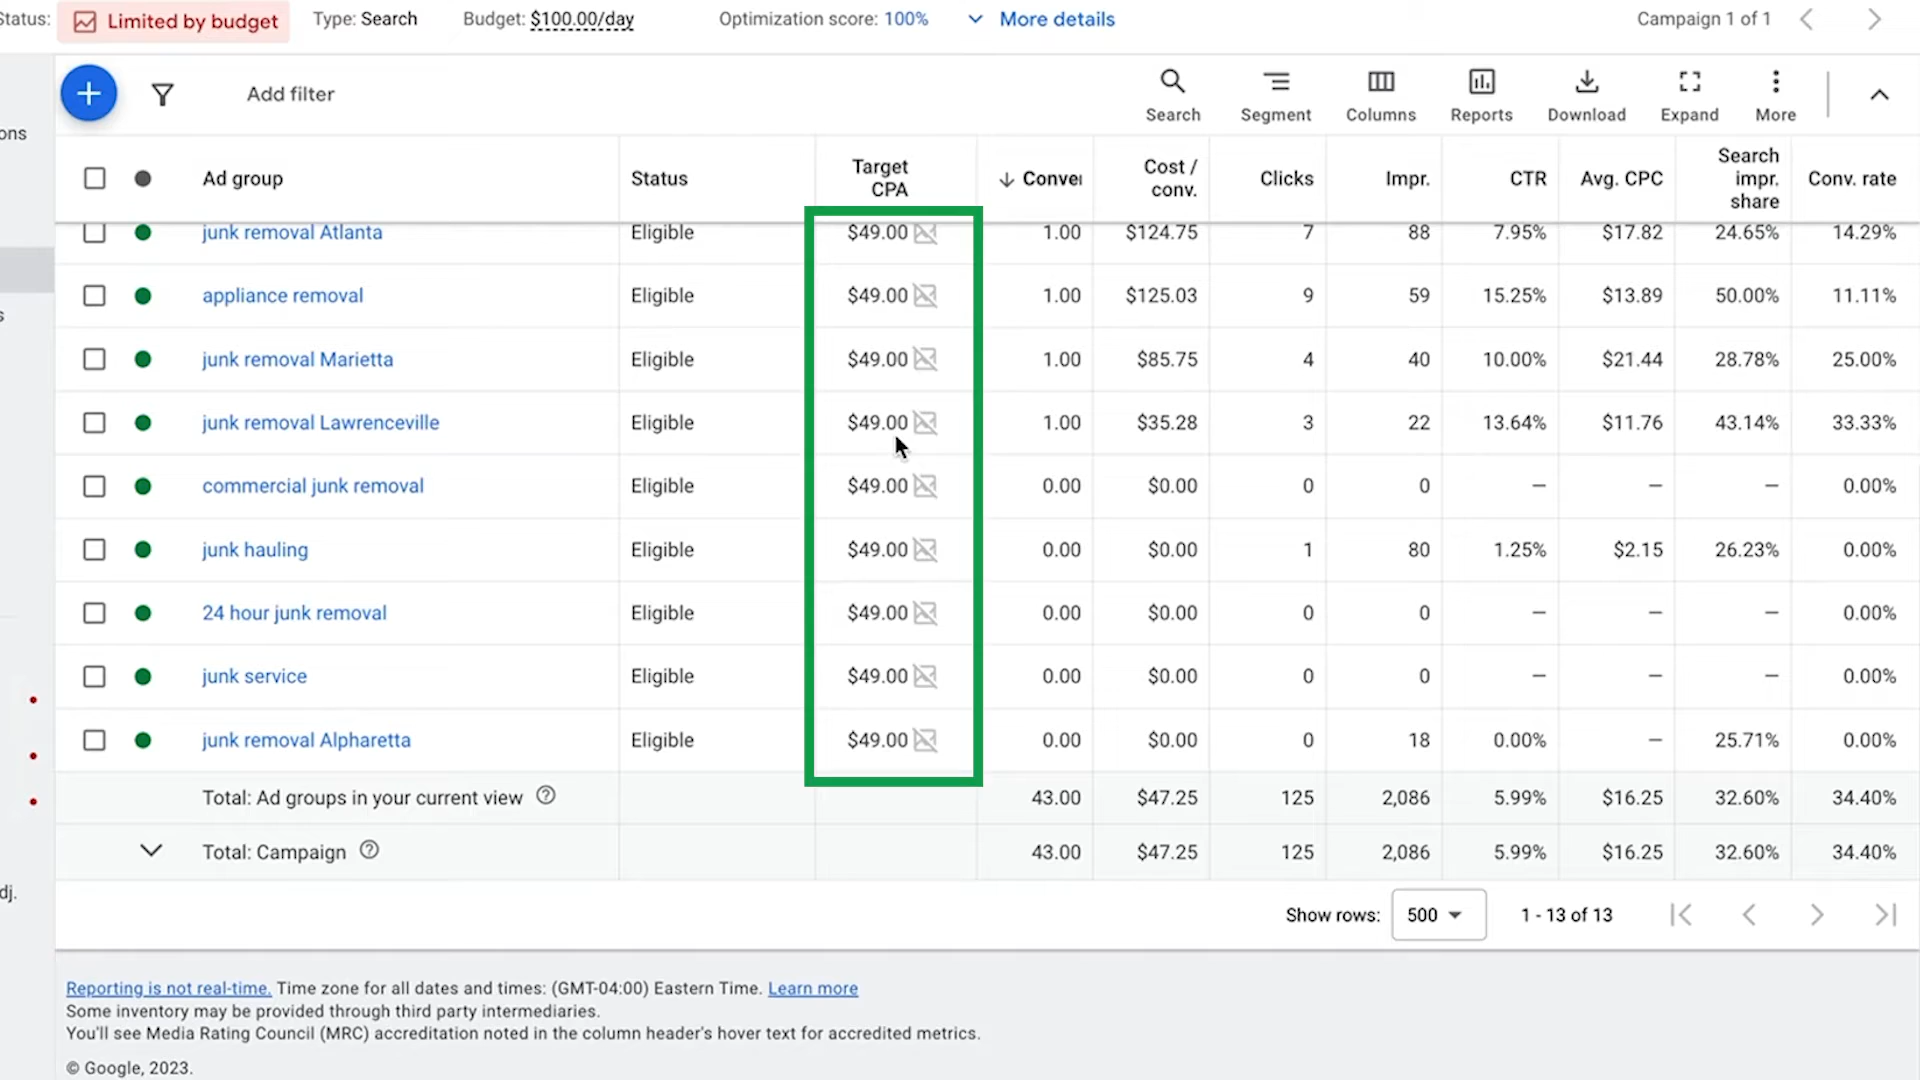 Status: Limited by budget Type: Search Budget: $100.00/day Optimization score: 100% More details Campaign 1 of 1
Add filter Search Segment Columns Reports Download Expand More
ons
Ad group Status Target CPA Conver Cost / conv. Clicks Impr. CTR Avg. CPC Search impr. share Conv. rate
junk removal Atlanta Eligible $49.00 1.00 $124.75 7 88 7.95% $17.82 24.65% 14.29%
appliance removal Eligible $49.00 1.00 $125.03 9 59 15.25% $13.89 50.00% 11.11%
s
junk removal Marietta Eligible $49.00 1.00 $85.75 4 40 10.00% $21.44 28.78% 25.00%
junk removal Lawrenceville Eligible $49.00 1.00 $35.28 3 22 13.64% $11.76 43.14% 33.33%
commercial junk removal Eligible $49.00 0.00 $0.00 0 0 — — — 0.00%
junk hauling Eligible $49.00 0.00 $0.00 1 80 1.25% $2.15 26.23% 0.00%
24 hour junk removal Eligible $49.00 0.00 $0.00 0 0 — — — 0.00%
junk service Eligible $49.00 0.00 $0.00 0 0 — — — 0.00%
junk removal Alpharetta Eligible $49.00 0.00 $0.00 0 18 0.00% — 25.71% 0.00%
Total: Ad groups in your current view 43.00 $47.25 125 2,086 5.99% $16.25 32.60% 34.40%
Total: Campaign 43.00 $47.25 125 2,086 5.99% $16.25 32.60% 34.40%
dj.
Show rows: 500 1 - 13 of 13
Reporting is not real-time. Time zone for all dates and times: (GMT-04:00) Eastern Time. Learn more
Some inventory may be provided through third party intermediaries.
You'll see Media Rating Council (MRC) accreditation noted in the column header's hover text for accredited metrics.
© Google, 2023.